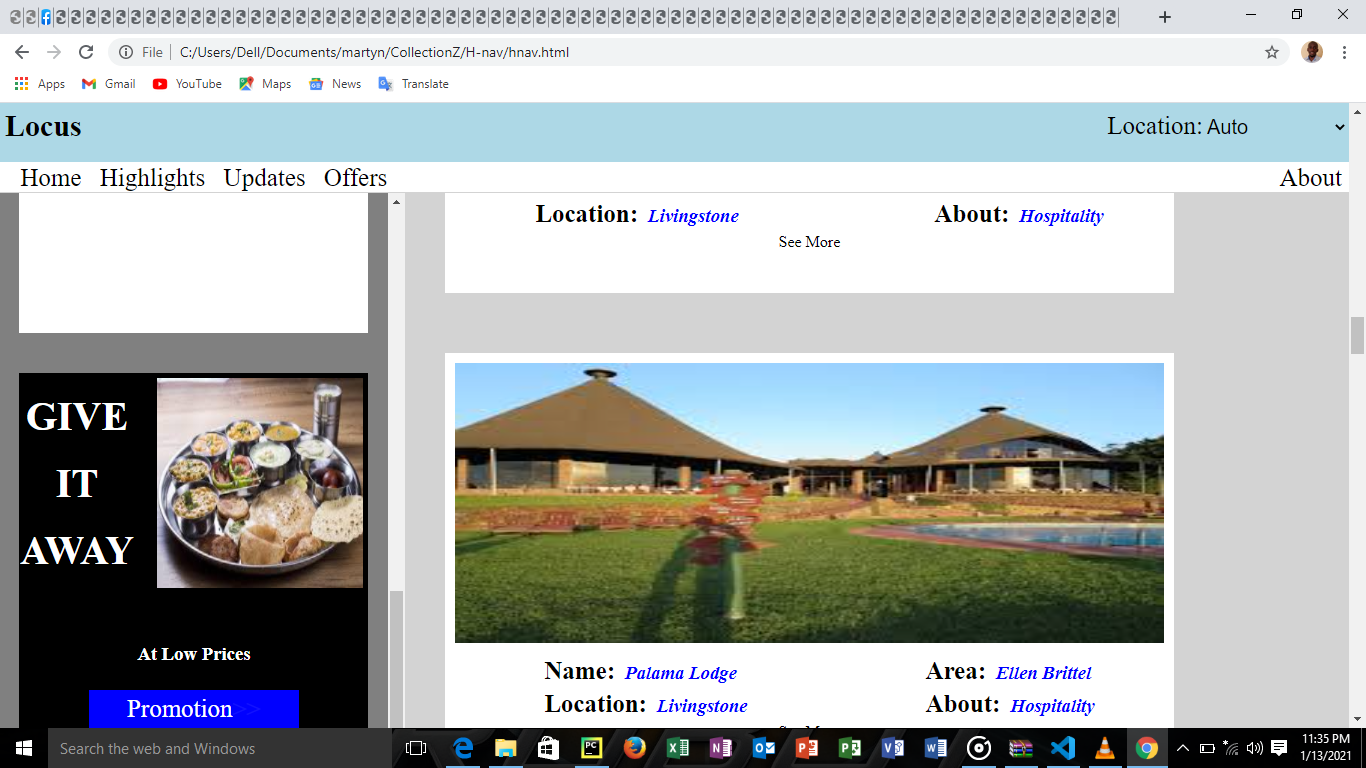 File
C:/Users/Dell/Documents/martyn/CollectionZ/H-nav/hnav.html
Apps Gmail YouTube Maps News Translate
Locus
Location: Auto
Home Highlights Updates Offers About
Location: Livingstone About: Hospitality
See More
GIVE
IT
AWAY
At Low Prices
Promotion>>
Name: Palama Lodge Area: Ellen Brittel
Location: Livingstone About: Hospitality
Search the web and Windows
11:35 PM
1/13/2021